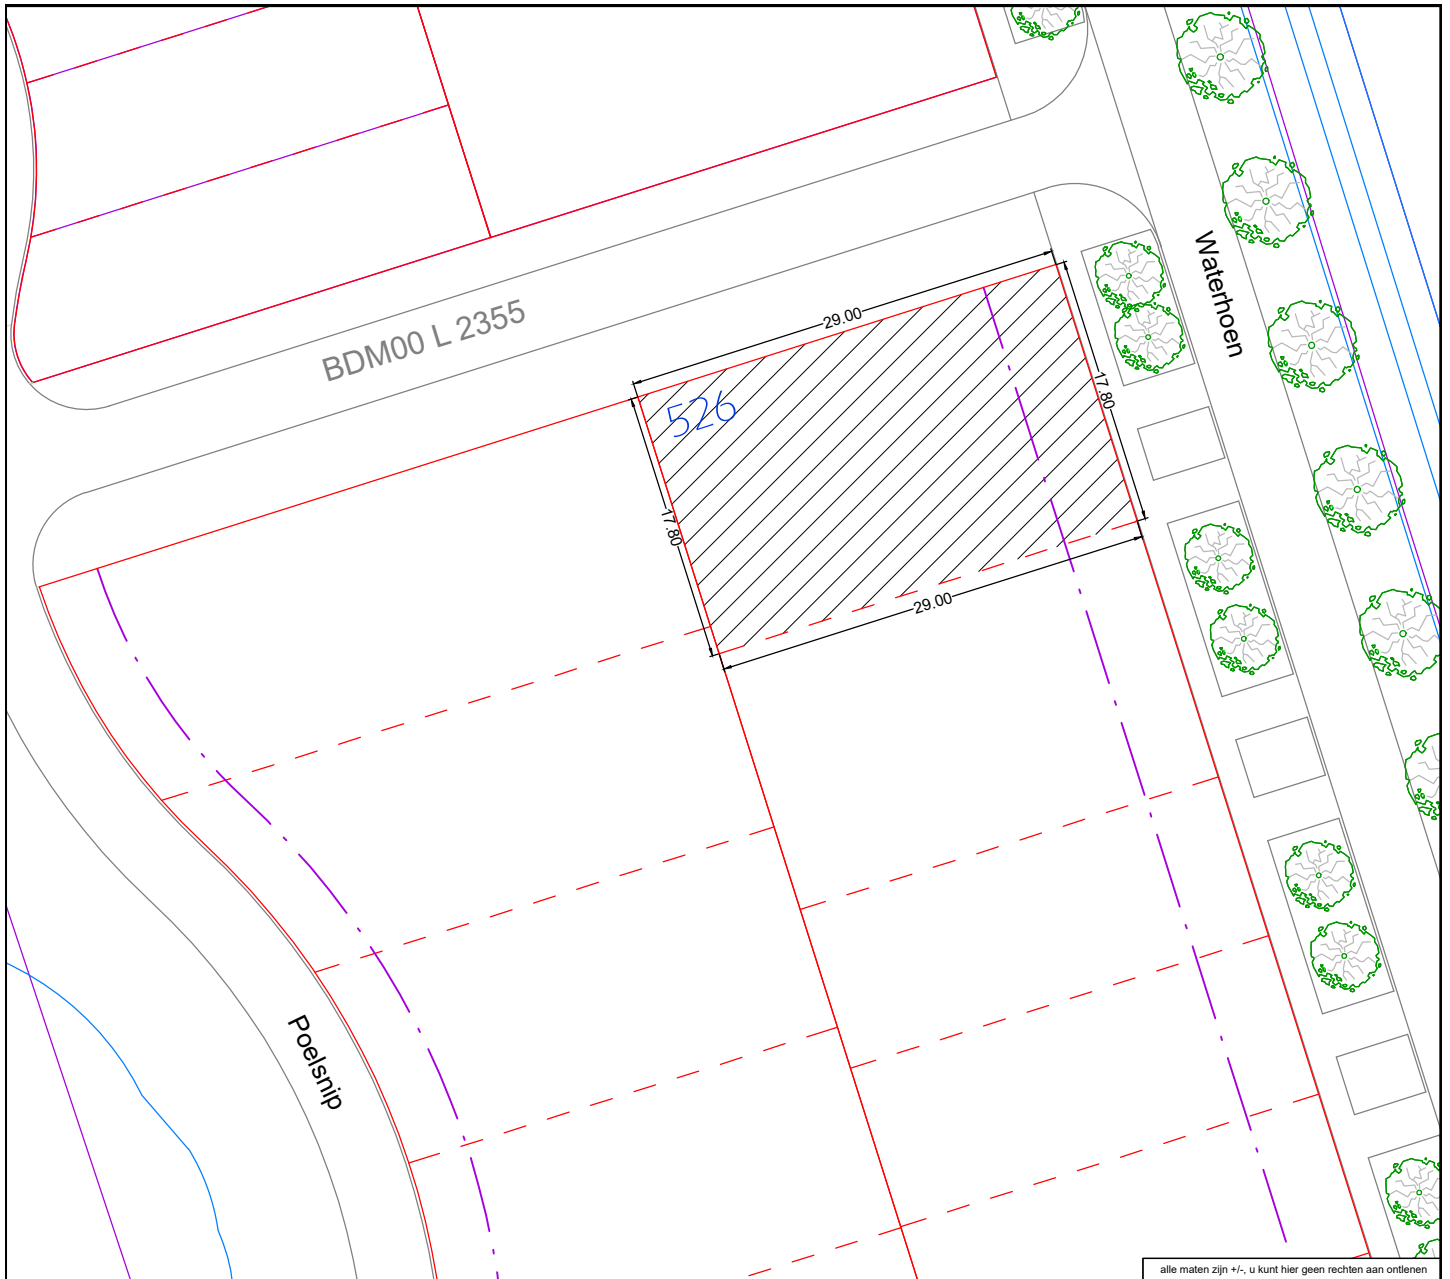 Waterhoen
BDM00 L 2355
29.00
526
17.80
17.80
29.00
Poelsnip
alle maten zijn +/-, u kunt hier geen rechten aan ontlenen